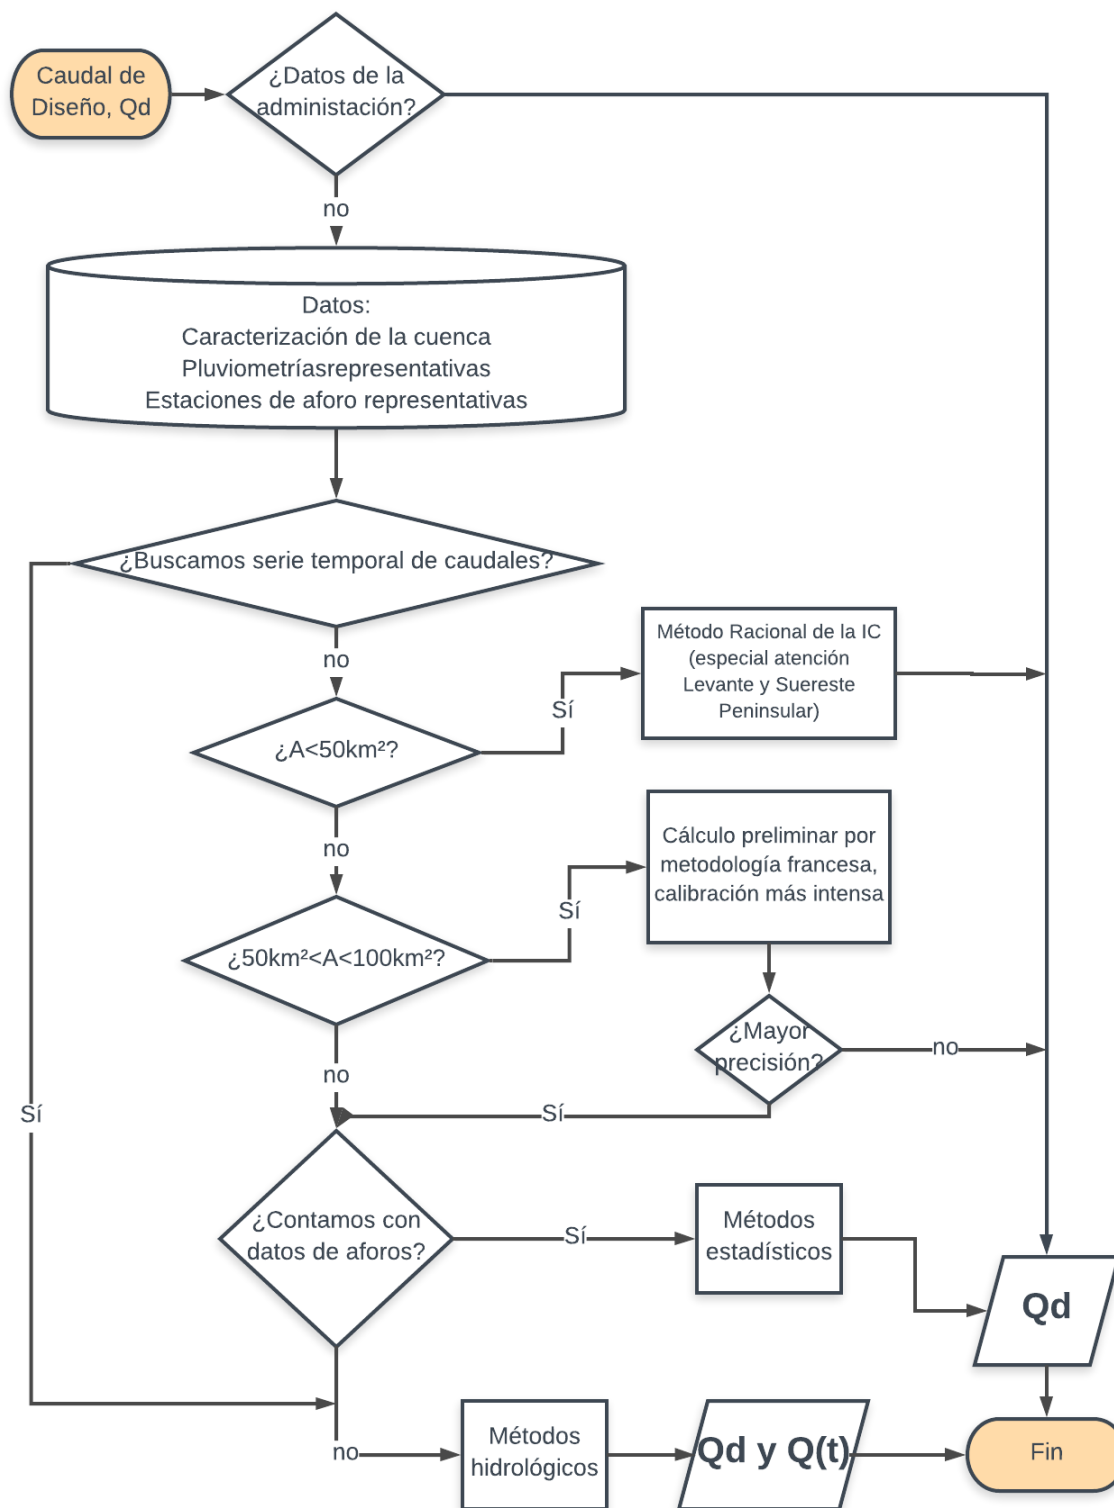 Caudal de
Diseño, Qd
¿Datos de la
administación?
no
Datos:
Caracterización de la cuenca
Pluviometríasrepresentativas
Estaciones de aforo representativas
¿Buscamos serie temporal de caudales?
no
Método Racional de la IC
(especial atención
Levante y Suereste
Peninsular)
Sí
¿A<50km²?
no
Cálculo preliminar por
metodología francesa,
calibración más intensa
Sí
¿50km²<A<100km²?
¿Mayor
precisión?
no
no
Sí
Sí
¿Contamos con
datos de aforos?
Sí
Métodos
estadísticos
Qd
no
Métodos
hidrológicos
Qd y Q(t)
Fin